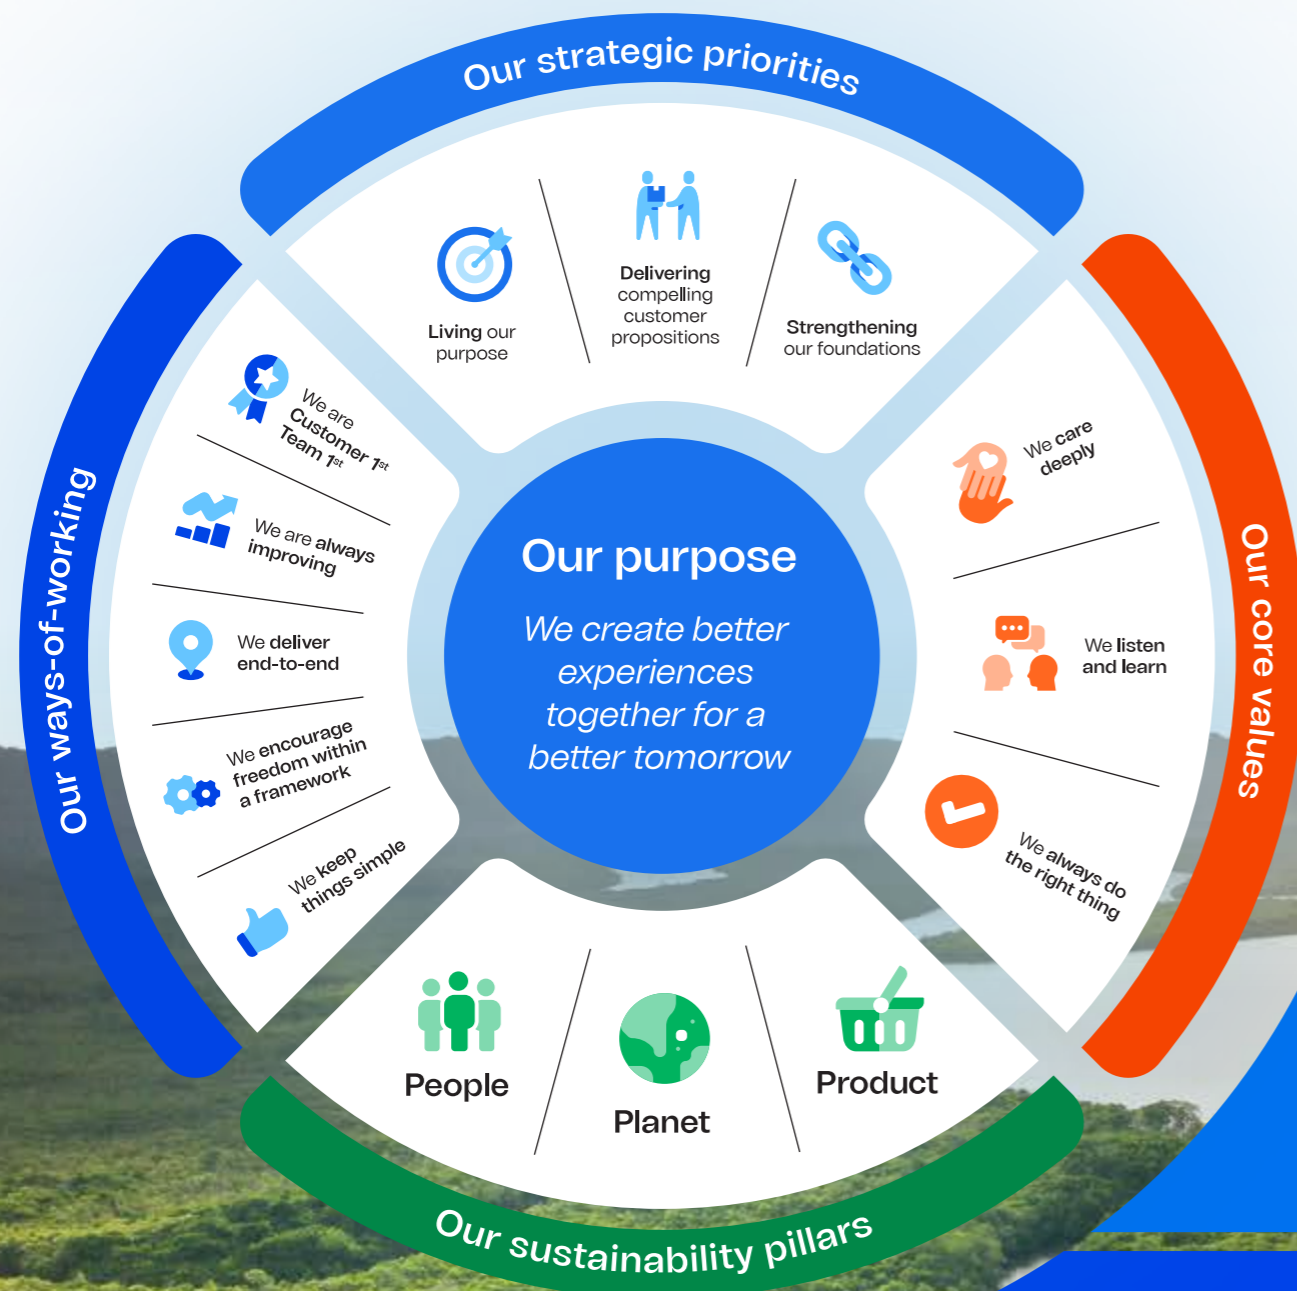 Our strategic priorities
Living our
purpose
Delivering
compelling
customer
propositions
Strengthening
our foundations
Our core values
We care
deeply
We listen
and learn
We always do
the right thing
Our sustainability pillars
People
Planet
Product
Our ways-of-working
We are
Customer 1st
Team 1st
We are always
improving
We deliver
end-to-end
We encourage
freedom within
a framework
We keep
things simple
Our purpose
We create better
experiences
together for a
better tomorrow